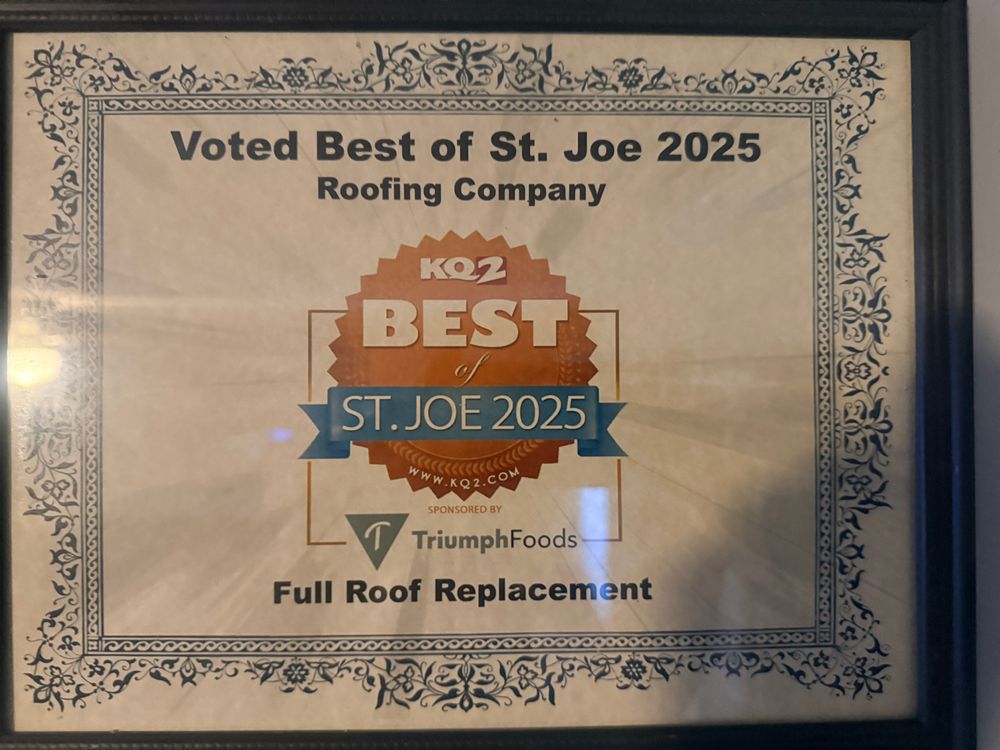 Voted Best of St. Joe 2025
Roofing Company
KQ2
BEST
of
ST. JOE 2025
WWW.KQ2.COM
SPONSORED BY
T
TriumphFoods
Full Roof Replacement